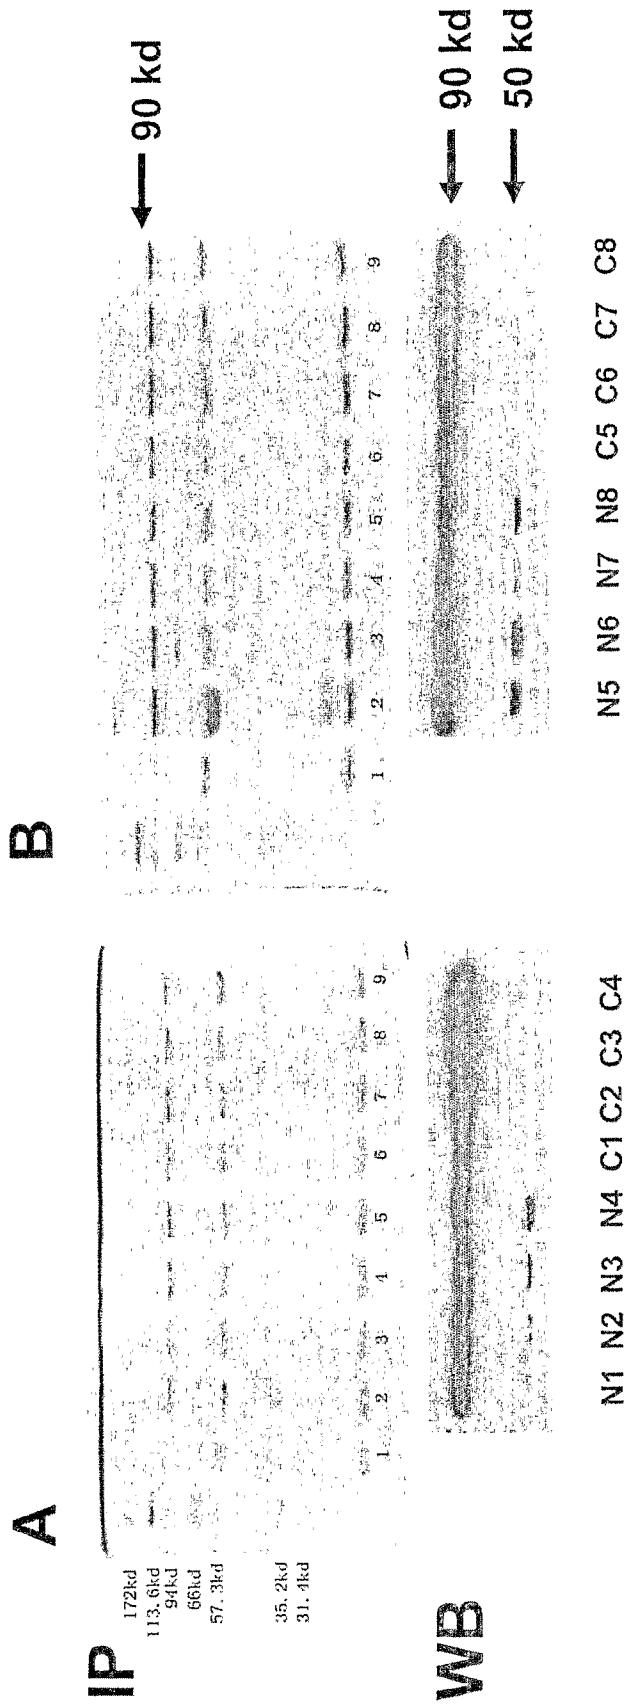 A
B
IP
172kd
113.6kd
94kd
66kd
57.3kd
35.2kd
31.4kd
90 kd
1 2 3 4 5 6 7 8 9
1 2 3 4 5 6 7 8 9
WB
90 kd
50 kd
N1 N2 N3 N4 C1 C2 C3 C4
N5 N6 N7 N8 C5 C6 C7 C8